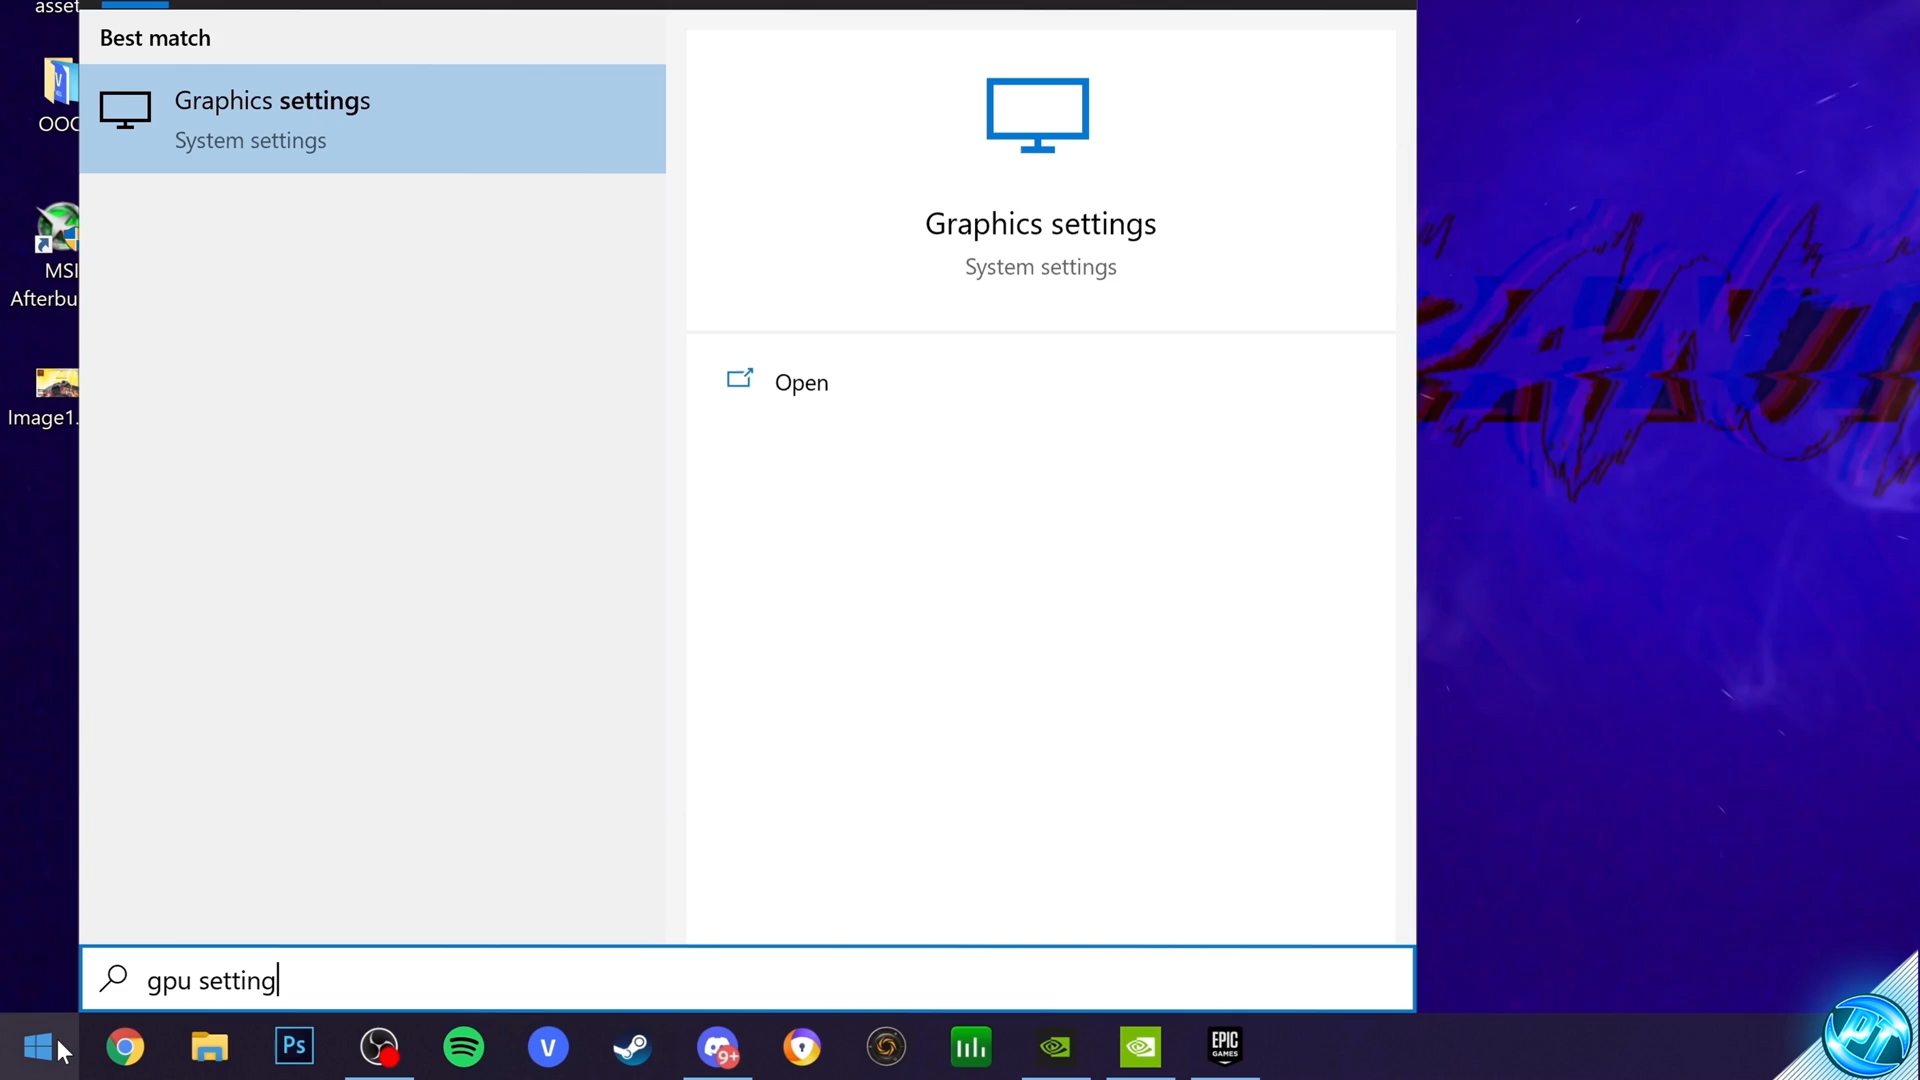 asset
Best match
Graphics settings
System settings
OOC
MSI
Afterbu
Image1.
Graphics settings
System settings
Open
gpu setting
Ps
V
9+
EPIC
GAMES